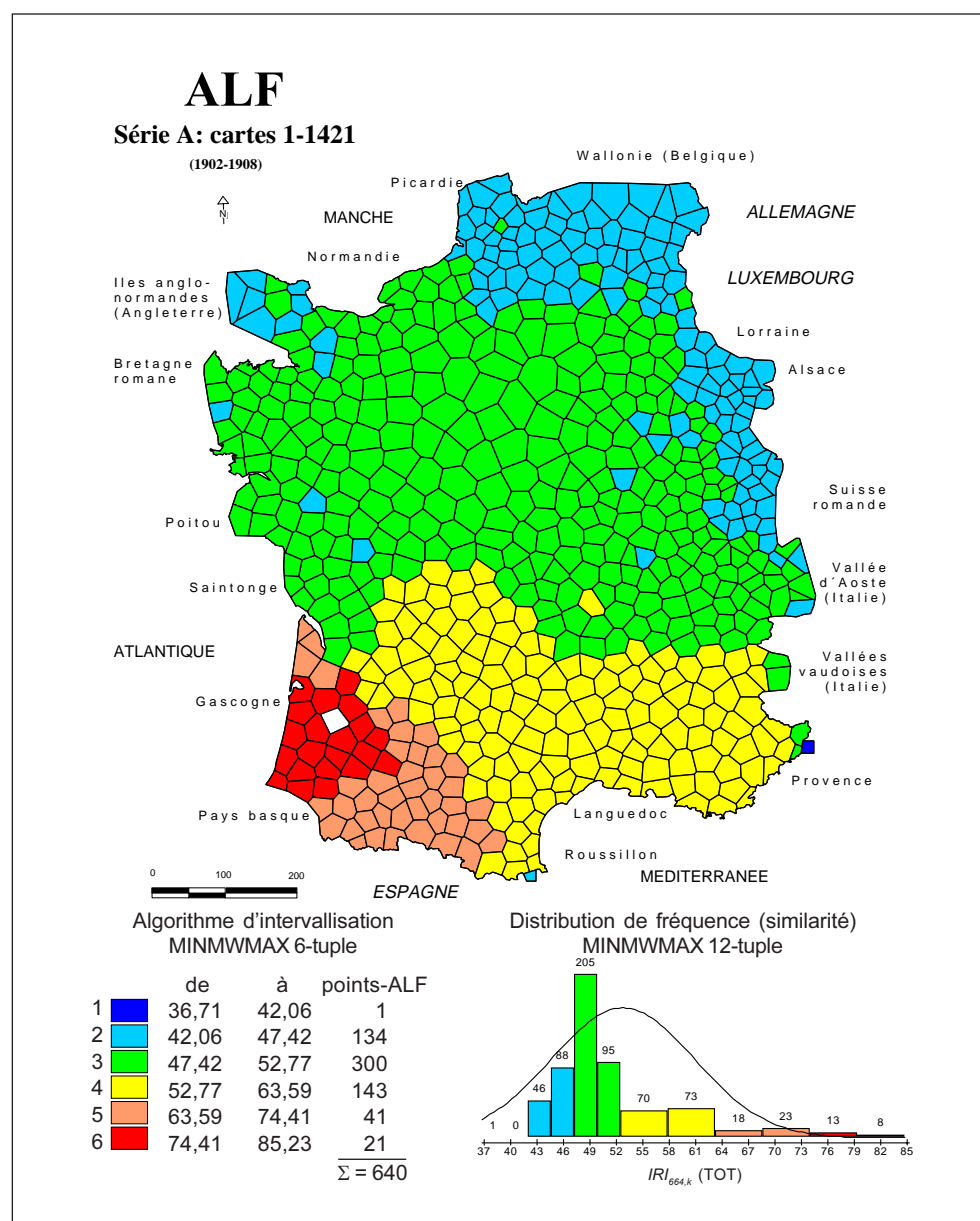 ALF
Série A: cartes 1-1421
(1902-1908)
N
Wallonie (Belgique)
Picardie
MANCHE
ALLEMAGNE
Normandie
LUXEMBOURG
Iles anglo-
normandes
(Angleterre)
Lorraine
Bretagne
romane
Alsace
Suisse
romande
Poitou
Vallée
d´Aoste
(Italie)
Saintonge
ATLANTIQUE
Vallées
vaudoises
(Italie)
Gascogne
Provence
Pays basque
Languedoc
Roussillon
MEDITERRANEE
ESPAGNE
0 100 200
Algorithme d'intervallisation
MINMWMAX 6-tuple
de à points-ALF
1 36,71 42,06 1
2 42,06 47,42 134
3 47,42 52,77 300
4 52,77 63,59 143
5 63,59 74,41 41
6 74,41 85,23 21
Σ = 640
Distribution de fréquence (similarité)
MINMWMAX 12-tuple
1 0 46 88 205 95 70 73 18 23 13 8
37 40 43 46 49 52 55 58 61 64 67 70 73 76 79 82 85
IRI664,k (TOT)